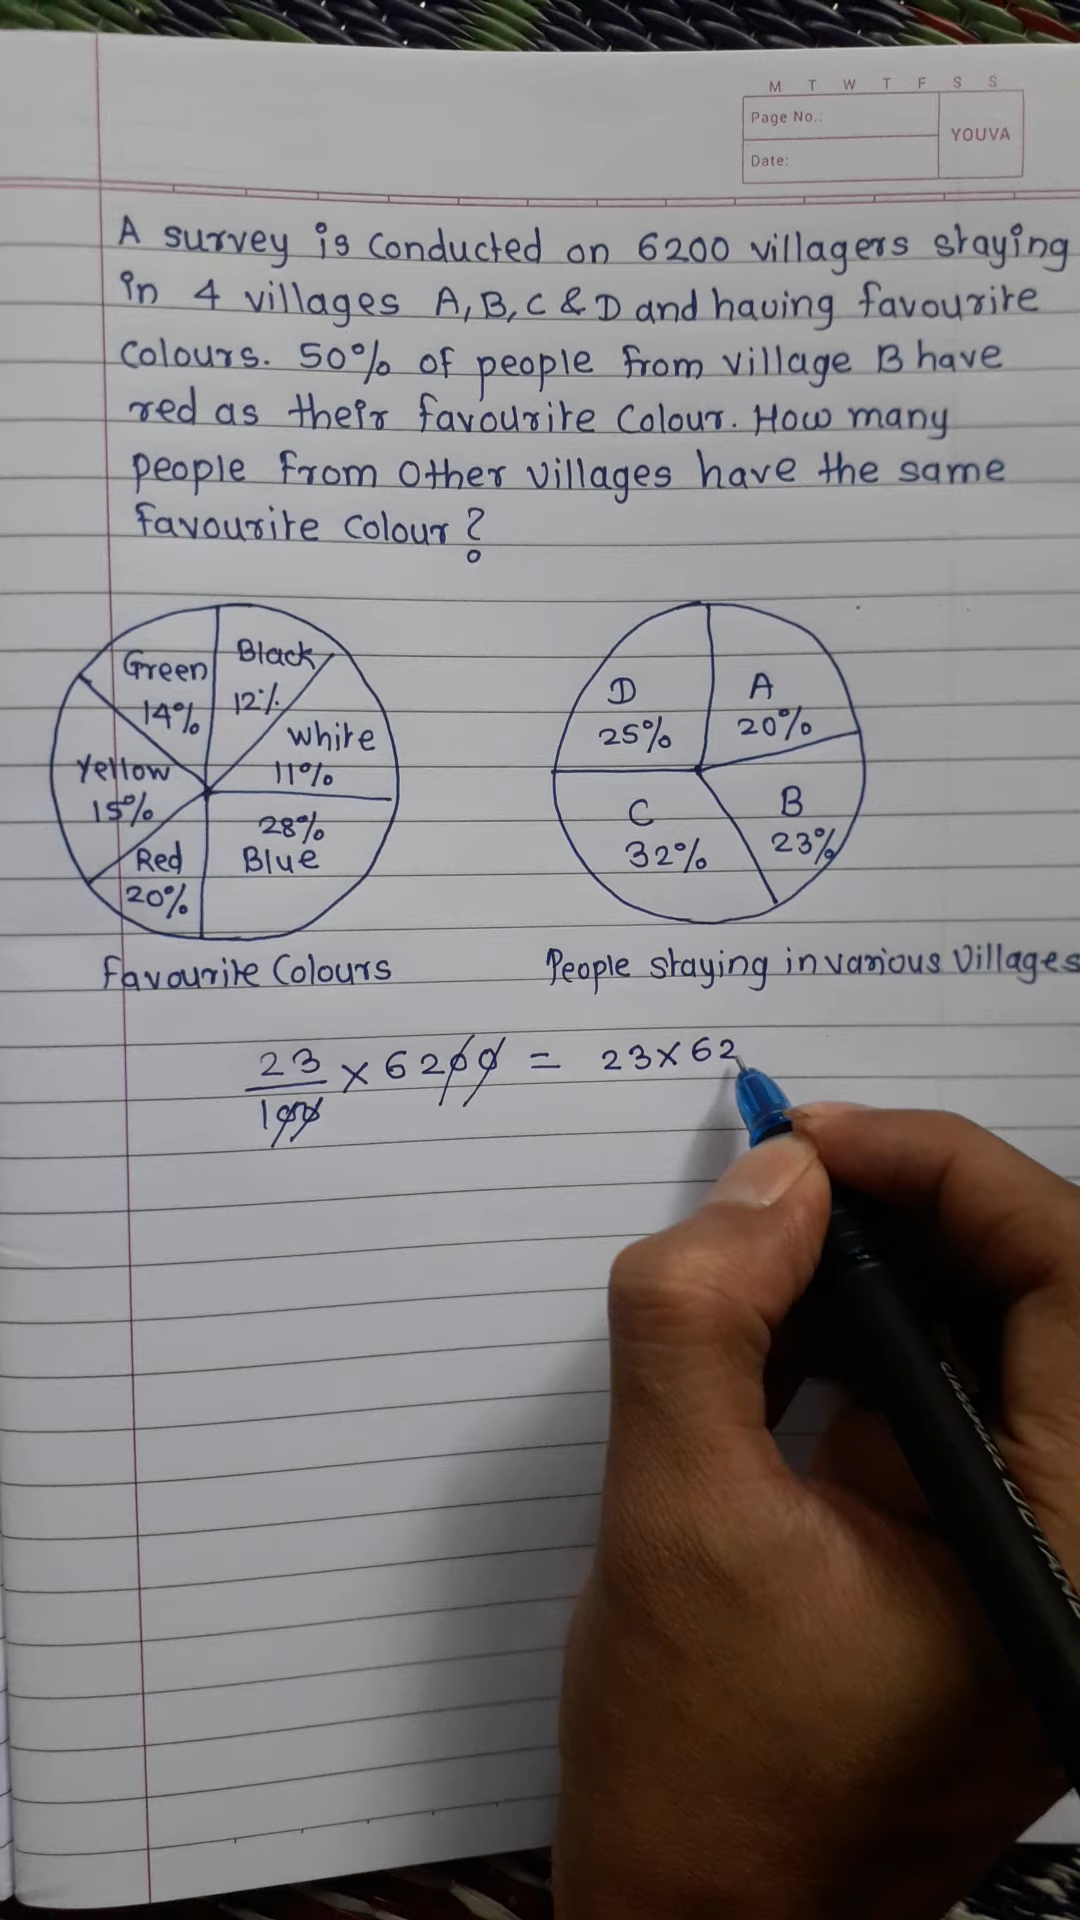 M T W T F S S
Page No.:
YOUVA
Date:
A survey is conducted on 6200 villagers staying
in 4 villages A, B, C & D and having favourite
colours. 50% of people from village B have
red as their favourite colour. How many
people from other villages have the same
favourite colour?
Green
14%
Black
12%
White
11%
Yellow
15%
28%
Blue
Red
20%
D
25%
A
20%
C
32%
B
23%
Favourite Colours
People staying in various villages
23/100 × 6200 = 23×62